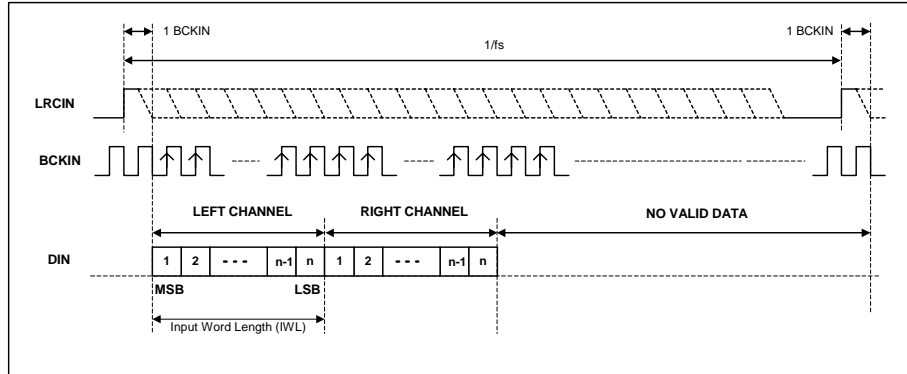 1 BCKIN
1 BCKIN
1/fs
LRCIN
BCKIN
LEFT CHANNEL
RIGHT CHANNEL
NO VALID DATA
DIN
1 2 - - - n-1 n 1 2 - - - n-1 n
MSB
LSB
Input Word Length (IWL)